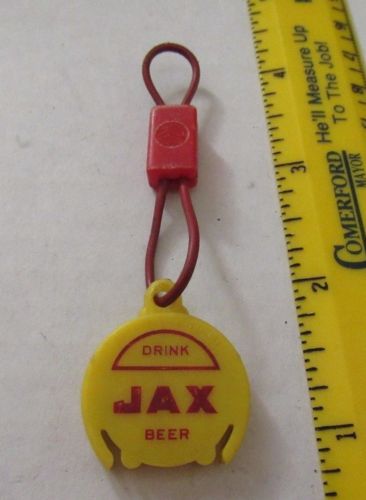 DRINK
JAX
BEER
He'll Measure Up
To The Job!
COMERFORD
MAYOR
1
2
3
4